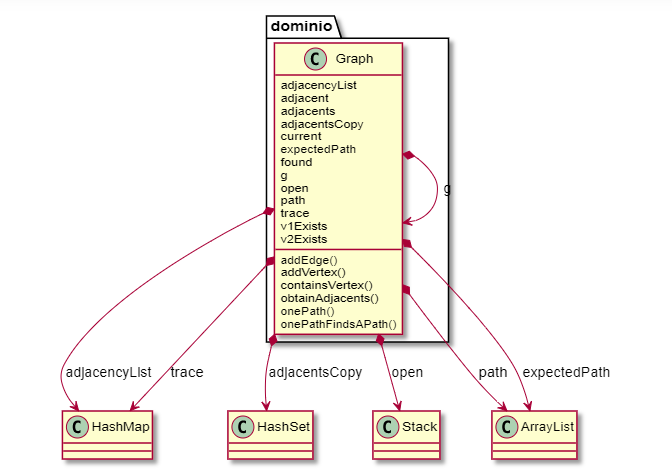 dominio
C Graph
adjacencyList
adjacent
adjacents
adjacentsCopy
current
expectedPath
found
g
open
path
trace
v1Exists
v2Exists
addEdge()
addVertex()
containsVertex()
obtainAdjacents()
onePath()
onePathFindsAPath()
g
adjacencyList
trace
adjacentsCopy
open
path
expectedPath
C HashMap
C HashSet
C Stack
C ArrayList